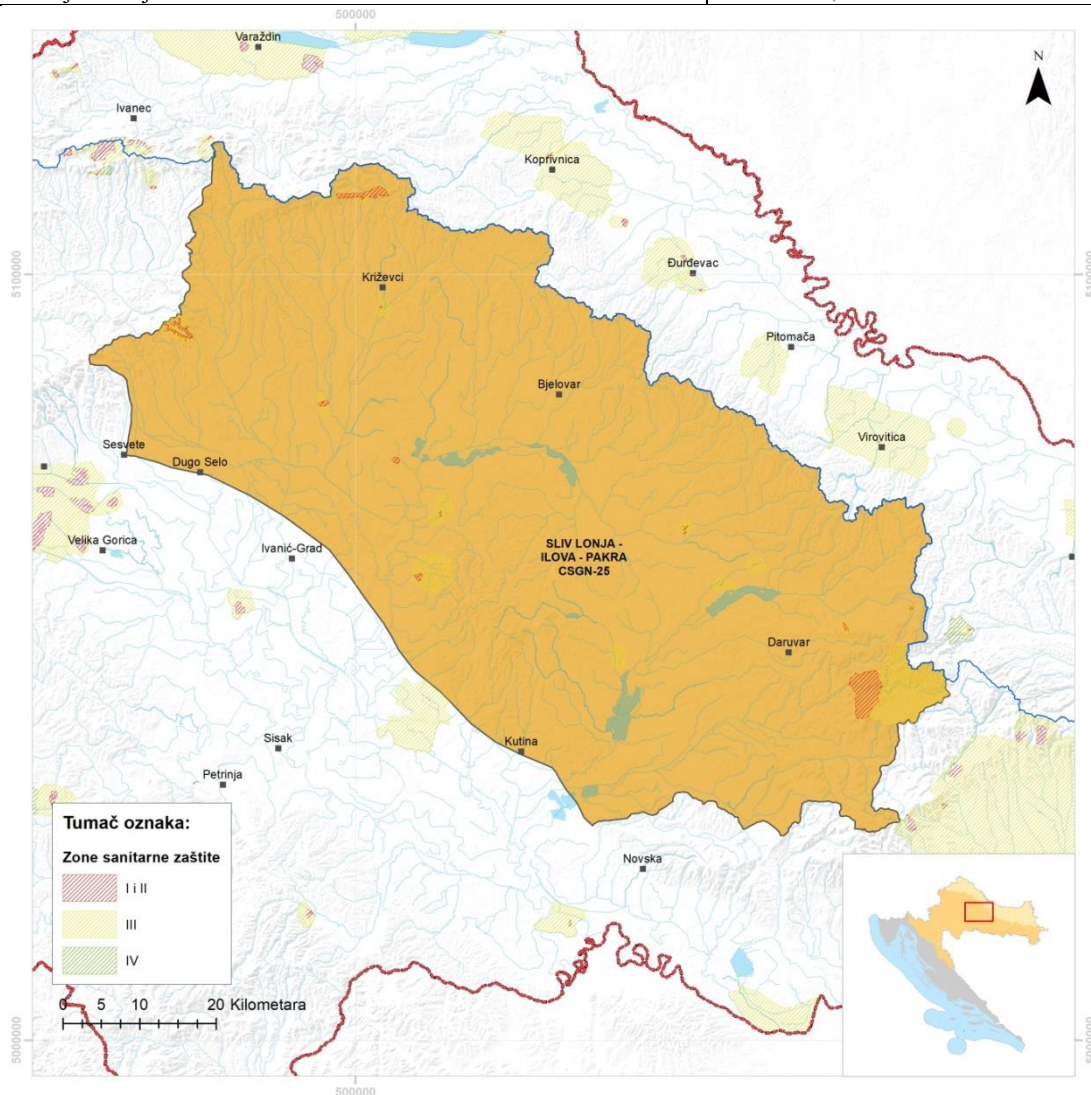 500000
Varaždin
N
Ivanec
Koprivnica
5100000
Križevci
Đurđevac
5100000
Pitomača
Bjelovar
Virovitica
Sesvete
Dugo Selo
Velika Gorica
Ivanić-Grad
SLIV LONJA -
ILOVA - PAKRA
CSGN-25
Daruvar
Sisak
Kutina
Petrinja
Novska
Tumač oznaka:
Zone sanitarne zaštite
I i II
III
IV
0 5 10 20 Kilometara
5000000
5000000
500000